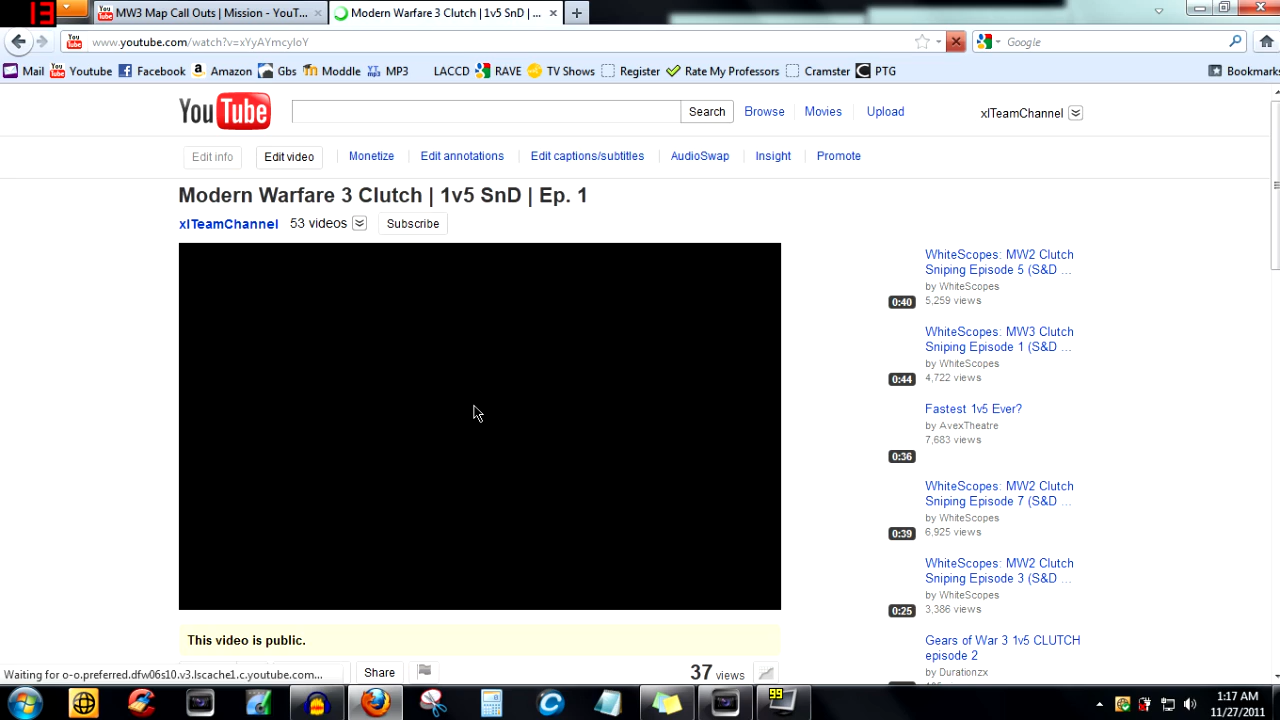 13
MW3 Map Call Outs | Mission - YouT...
Modern Warfare 3 Clutch | 1v5 SnD | ...
www.youtube.com/watch?v=xYyAYmcyIoY
Google
Mail
Youtube
Facebook
Amazon
Gbs
Moddle
MP3
LACCD
RAVE
TV Shows
Register
Rate My Professors
Cramster
PTG
Bookmarks
YouTube
Search
Browse
Movies
Upload
xITeamChannel
Edit info
Edit video
Monetize
Edit annotations
Edit captions/subtitles
AudioSwap
Insight
Promote
Modern Warfare 3 Clutch | 1v5 SnD | Ep. 1
xITeamChannel
53 videos
Subscribe
WhiteScopes: MW2 Clutch
Sniping Episode 5 (S&D ...
by WhiteScopes
5,259 views
0:40
WhiteScopes: MW3 Clutch
Sniping Episode 1 (S&D ...
by WhiteScopes
4,722 views
0:44
Fastest 1v5 Ever?
by AvexTheatre
7,683 views
0:36
WhiteScopes: MW2 Clutch
Sniping Episode 7 (S&D ...
by WhiteScopes
6,925 views
0:39
WhiteScopes: MW2 Clutch
Sniping Episode 3 (S&D ...
by WhiteScopes
3,386 views
0:25
Gears of War 3 1v5 CLUTCH
episode 2
by Durationzx
This video is public.
Share
37 views
Waiting for o-o.preferred.dfw06s10.v3.lscache1.c.youtube.com...
99
1:17 AM
11/27/2011